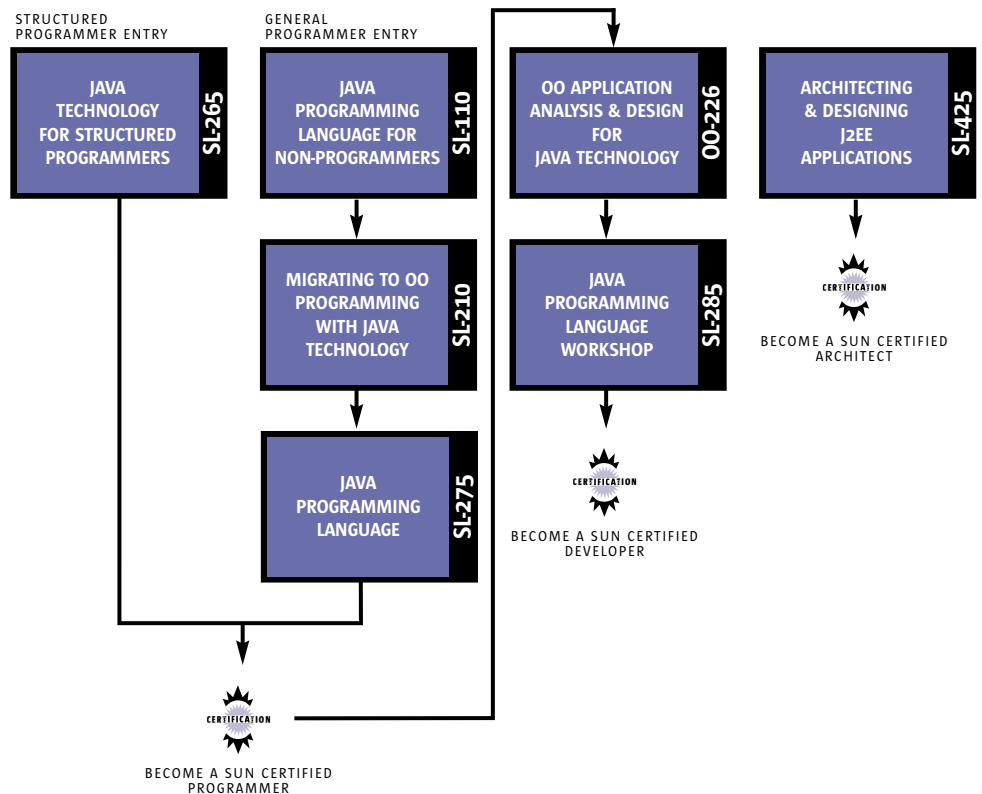 STRUCTURED
PROGRAMMER ENTRY
JAVA
TECHNOLOGY
FOR STRUCTURED
PROGRAMMERS
SL-265
GENERAL
PROGRAMMER ENTRY
JAVA
PROGRAMMING
LANGUAGE FOR
NON-PROGRAMMERS
SL-110
MIGRATING TO OO
PROGRAMMING
WITH JAVA
TECHNOLOGY
SL-210
JAVA
PROGRAMMING
LANGUAGE
SL-275
CERTIFICATION
BECOME A SUN CERTIFIED
PROGRAMMER
OO APPLICATION
ANALYSIS & DESIGN
FOR
JAVA TECHNOLOGY
OO-226
JAVA
PROGRAMMING
LANGUAGE
WORKSHOP
SL-285
CERTIFICATION
BECOME A SUN CERTIFIED
DEVELOPER
ARCHITECTING
& DESIGNING
J2EE
APPLICATIONS
SL-425
CERTIFICATION
BECOME A SUN CERTIFIED
ARCHITECT